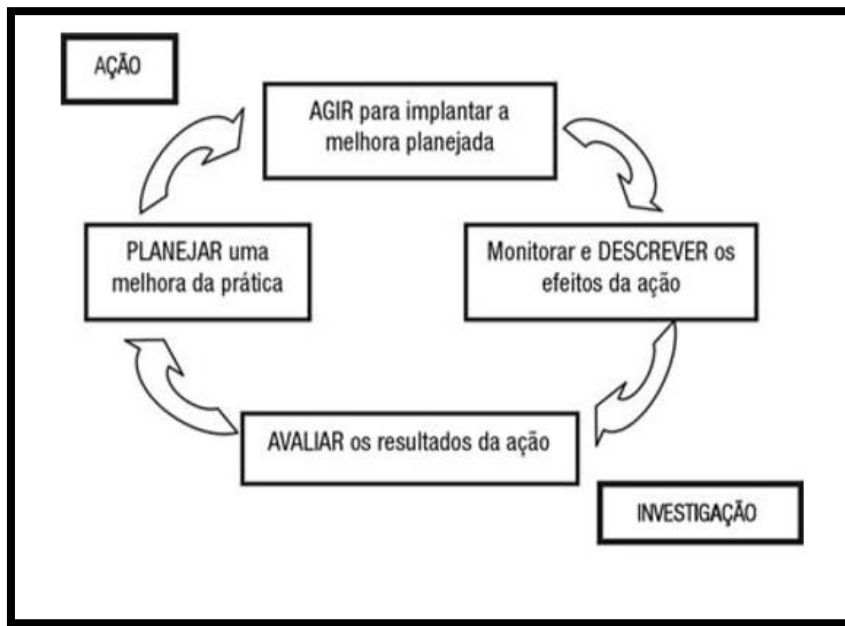 AÇÃO
AGIR para implantar a
melhora planejada
PLANEJAR uma
melhora da prática
Monitorar e DESCREVER os
efeitos da ação
AVALIAR os resultados da ação
INVESTIGAÇÃO